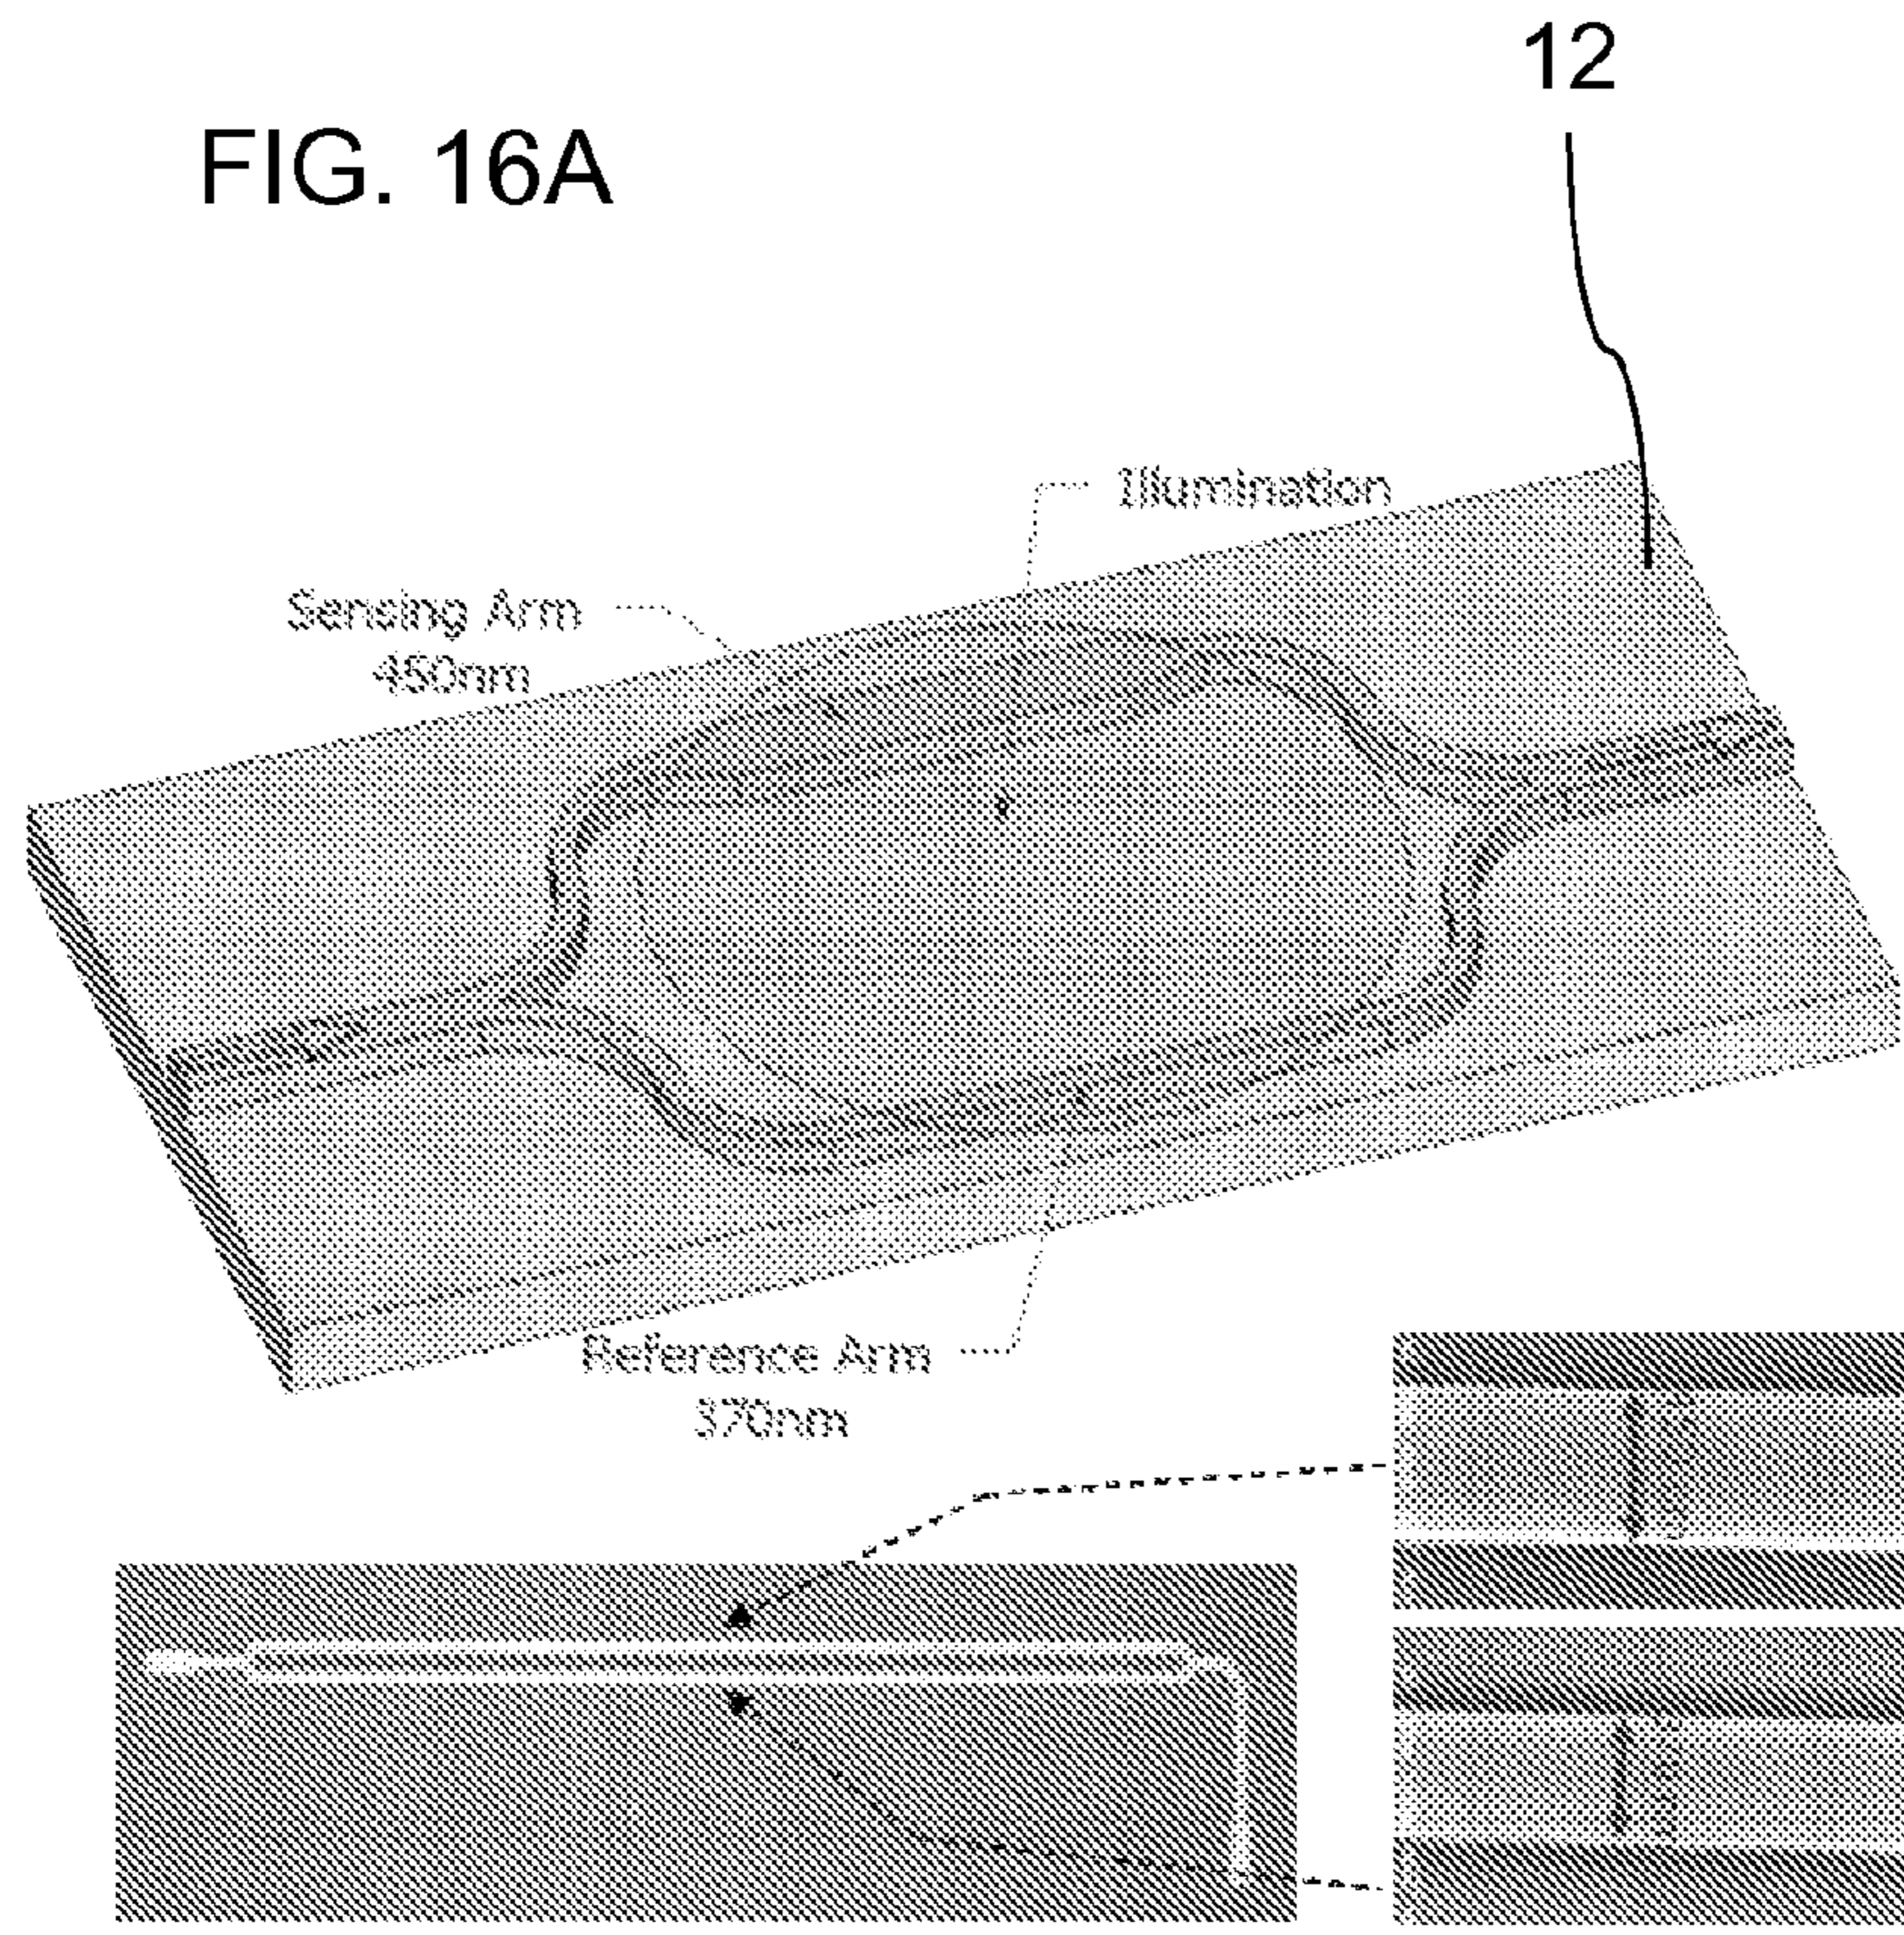 12
FIG. 16A
Illumination
Sensing Arm
450nm
Reference Arm
370nm